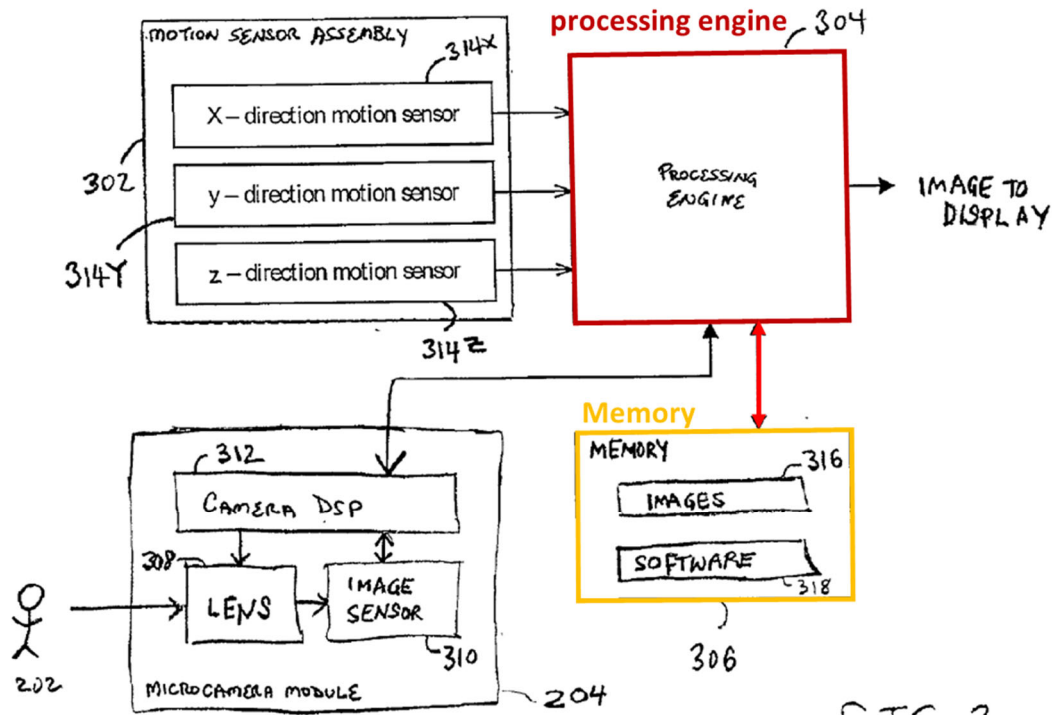 processing engine
304
MOTION SENSOR ASSEMBLY
314X
X – direction motion sensor
302
y – direction motion sensor
314Y
z – direction motion sensor
314Z
PROCESSING
ENGINE
IMAGE TO
DISPLAY
Memory
MEMORY
316
IMAGES
SOFTWARE
318
306
312
CAMERA DSP
308
LENS
IMAGE
SENSOR
310
202
MICROCAMERA MODULE
204